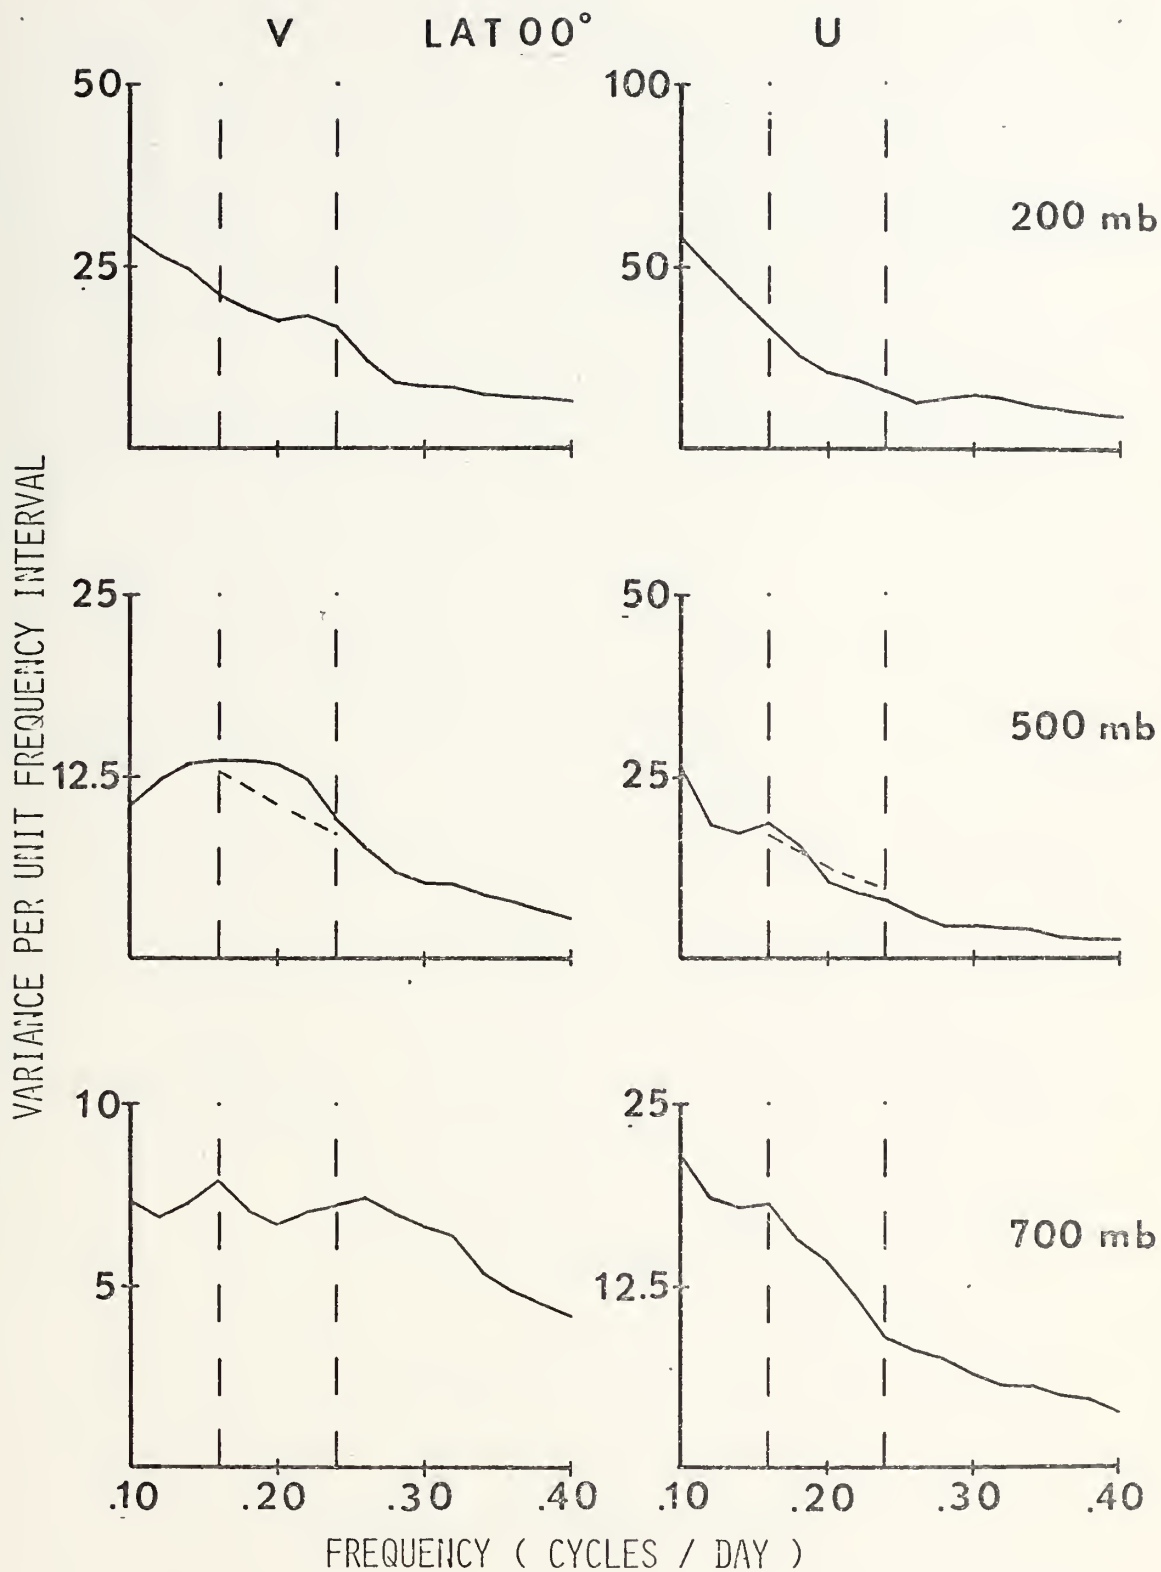 V LAT 00° U
50 100
200 mb
25 50
VARIANCE PER UNIT FREQUENCY INTERVAL
25 50
500 mb
12.5 25
10 25
700 mb
5 12.5
.10 .20 .30 .40 .10 .20 .30 .40
FREQUENCY ( CYCLES / DAY )